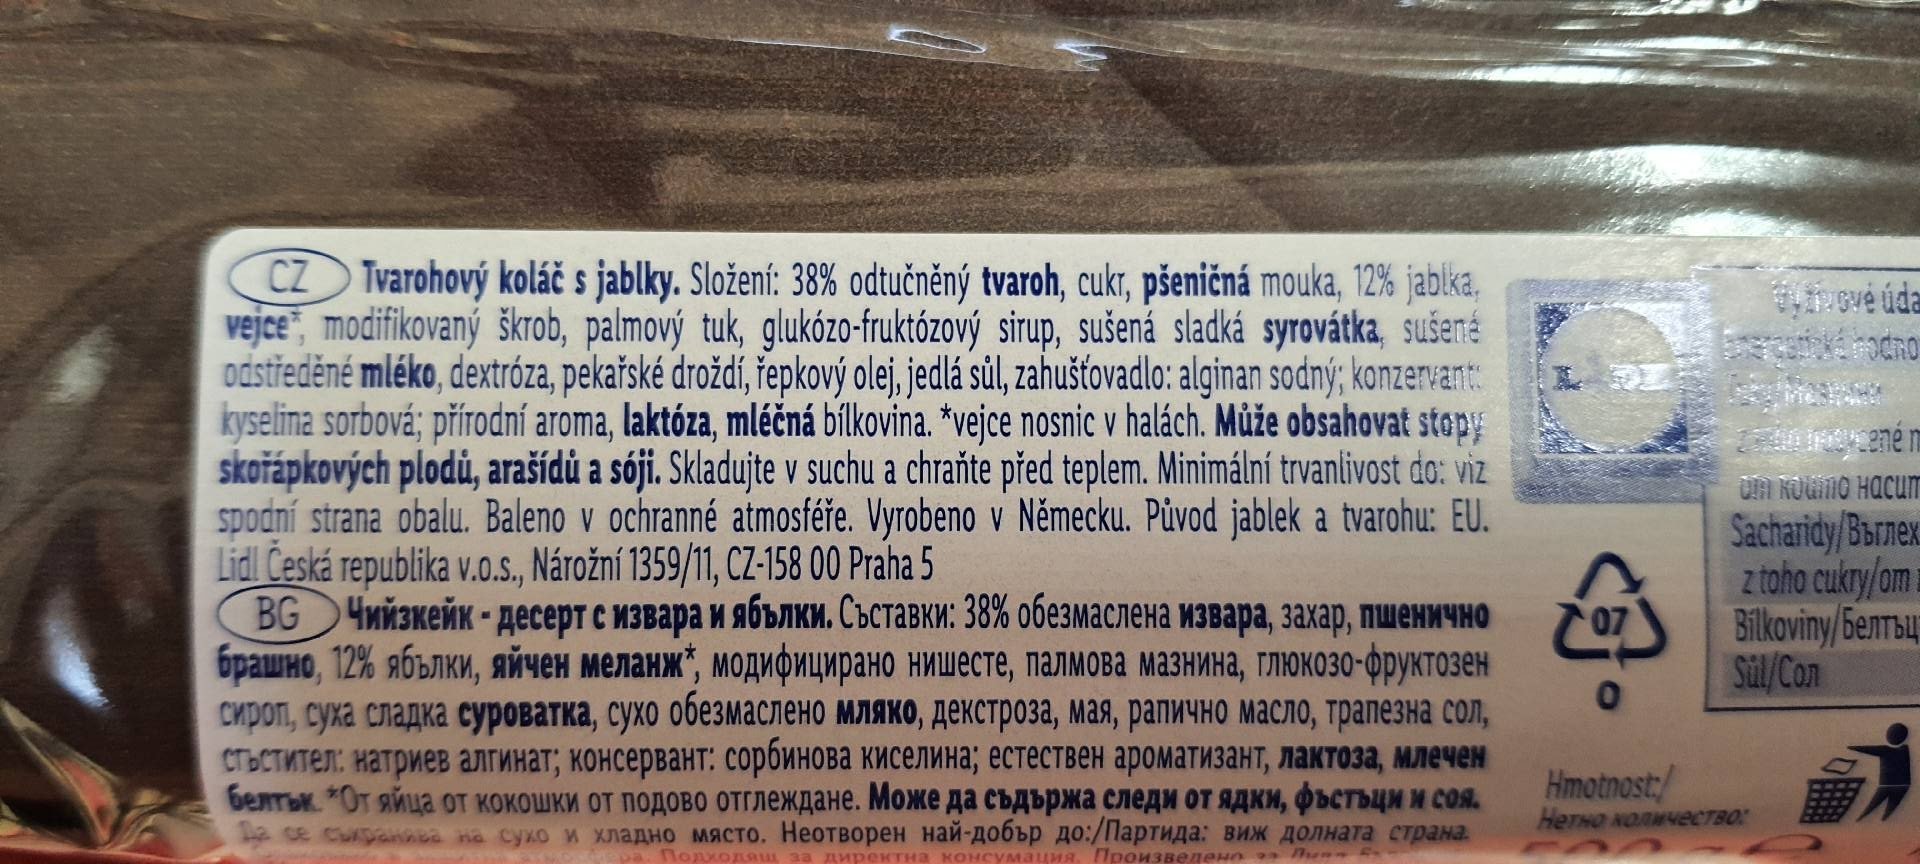 CZ Tvarohový koláč s jablky. Složení: 38% odtučněný tvaroh, cukr, pšeničná mouka, 12% jablka,
vejce*, modifikovaný škrob, palmový tuk, glukózo-fruktózový sirup, sušená sladká syrovátka, sušené
odstředěné mléko, dextróza, pekařské droždí, řepkový olej, jedlá sůl, zahušťovadlo: alginan sodný; konzervant:
kyselina sorbová; přírodní aroma, laktóza, mléčná bílkovina. *vejce nosnic v halách. Může obsahovat stopy
skořápkových plodů, arašídů a sóji. Skladujte v suchu a chraňte před teplem. Minimální trvanlivost do: viz
spodní strana obalu. Baleno v ochranné atmosféře. Vyrobeno v Německu. Původ jablek a tvarohu: EU.
Lidl Česká republika v.o.s., Nárožní 1359/11, CZ-158 00 Praha 5
BG Чийзкейк - десерт с извара и ябълки. Съставки: 38% обезмаслена извара, захар, пшенично
брашно, 12% ябълки, яйчен меланж*, модифицирано нишесте, палмова мазнина, глюкозо-фруктозен
сироп, суха сладка суроватка, сухо обезмаслено мляко, декстроза, мая, рапично масло, трапезна сол,
сгъстител: натриев алгинат; консервант: сорбинова киселина; естествен ароматизант, лактоза, млечен
белтък. *От яйца от кокошки от подово отглеждане. Може да съдържа следи от ядки, фъстъци и соя.
Да се съхранява на сухо и хладно място. Неотворен най-добър до:/Партида: виж долната страна.
Подходящ за директна консумация. Произведено
07
0
Výživové úda
Sacharidy/Въглех
z toho cukry/от
Bílkoviny/Белтъц
Sůl/Сол
Hmotnost:/
Нетно количество: